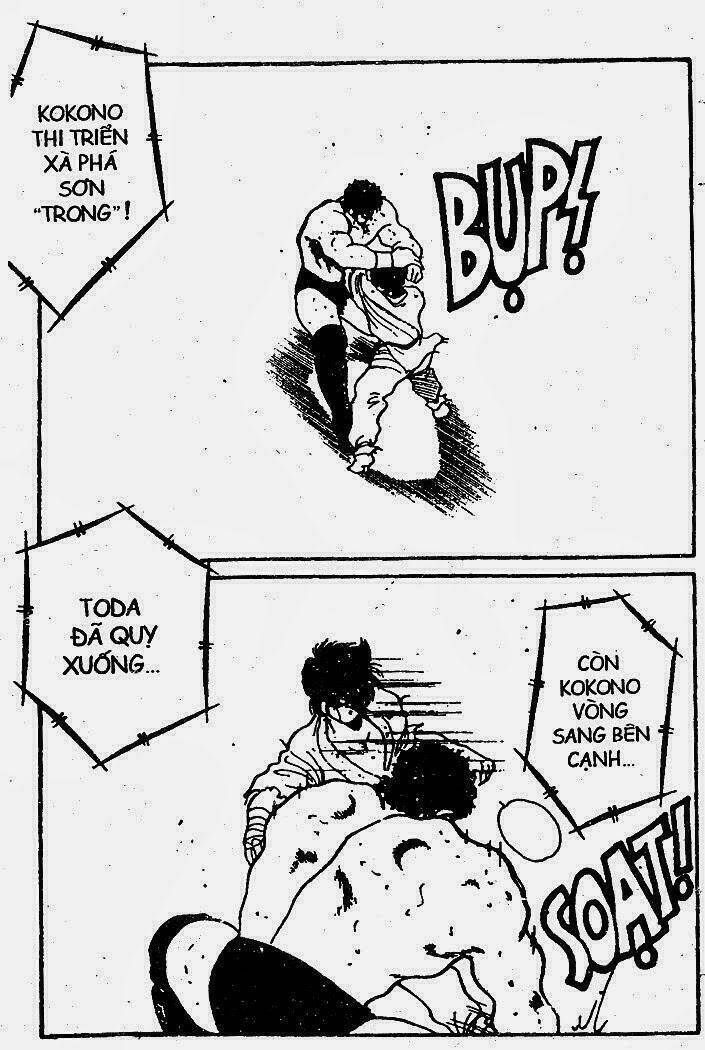 KOKONO
THI TRIỂN
XÀ PHÁ
SƠN
"TRONG"!
BỤP!
TODA
ĐÃ QUỴ
XUỐNG...
CÒN
KOKONO
VÒNG
SANG BÊN
CẠNH...
SOẠT!